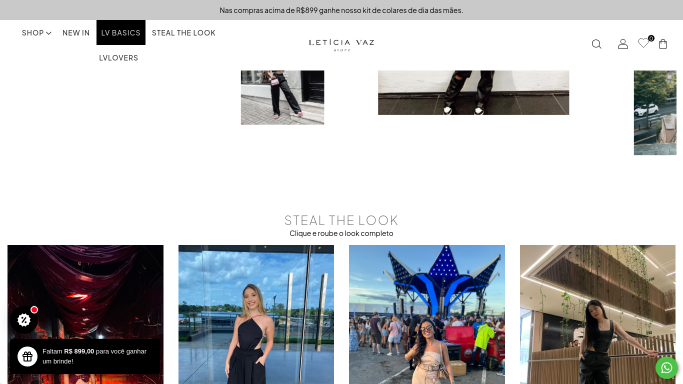 Nas compras acima de R$899 ganhe nosso kit de colares de dia das mães.
SHOP
NEW IN
LV BASICS
STEAL THE LOOK
LVLOVERS
LETÍCIA VAZ
store
0
STEAL THE LOOK
Clique e roube o look completo
Faltam R$ 899,00 para você ganhar
um brinde!